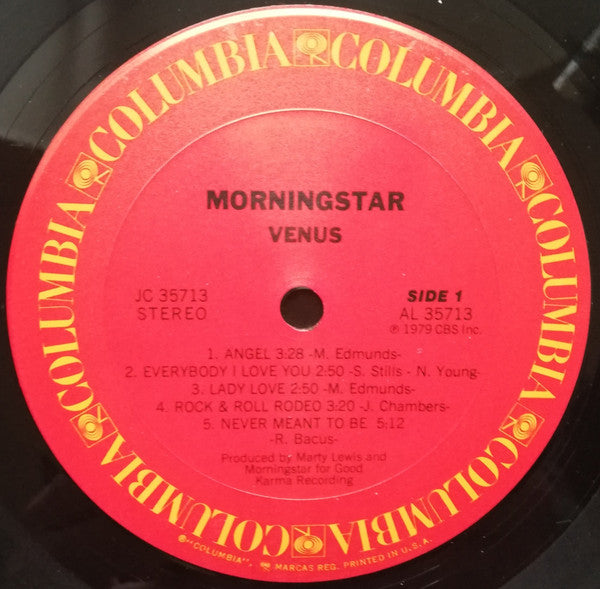 COLUMBIA COLUMBIA COLUMBIA COLUMBIA COLUMBIA COLUMBIA
MORNINGSTAR
VENUS
JC 35713
STEREO
SIDE 1
AL 35713
℗ 1979 CBS Inc.
1. ANGEL 3:28 -M. Edmunds-
2. EVERYBODY I LOVE YOU 2:50 -S. Stills - N. Young-
3. LADY LOVE 2:50 -M. Edmunds-
4. ROCK & ROLL RODEO 3:20 -J. Chambers-
5. NEVER MEANT TO BE 5:12
-R. Bacus-
Produced by Marty Lewis and
Morningstar for Good
Karma Recording
"COLUMBIA", MARCAS REG. PRINTED IN U.S.A.